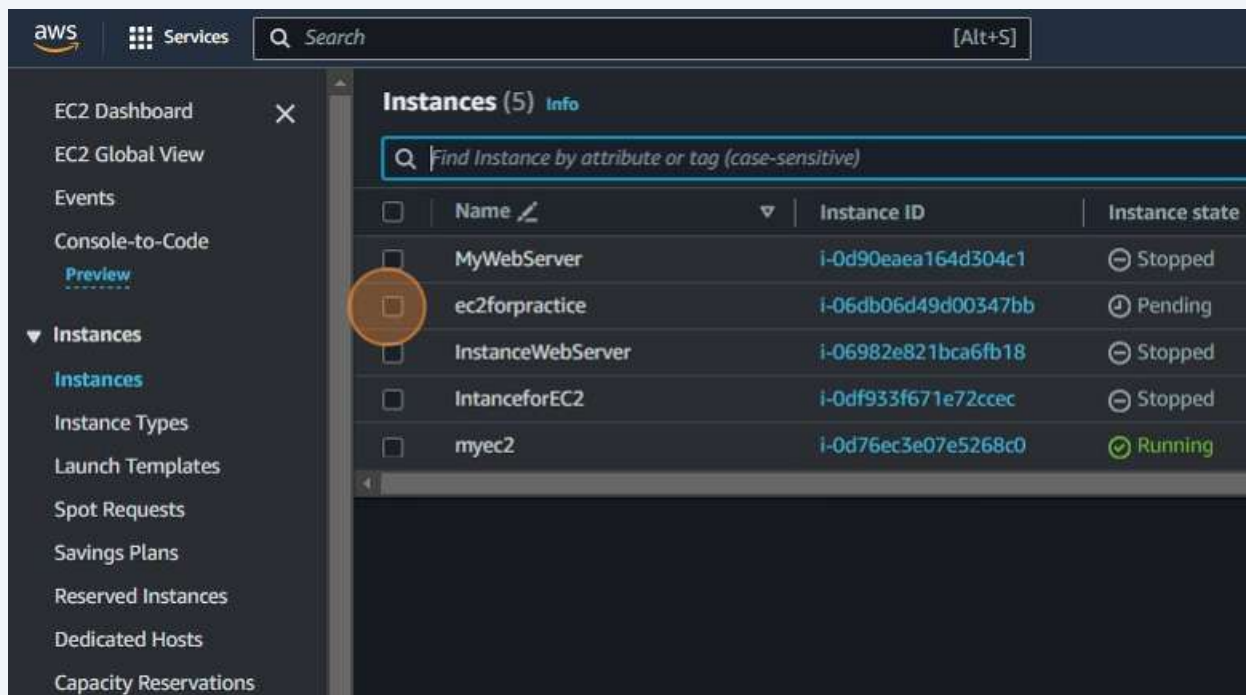 aws Services Search [Alt+S]
EC2 Dashboard
EC2 Global View
Events
Console-to-Code
Preview
Instances
Instances
Instance Types
Launch Templates
Spot Requests
Savings Plans
Reserved Instances
Dedicated Hosts
Capacity Reservations
Instances (5) Info
Find Instance by attribute or tag (case-sensitive)
Name Instance ID Instance state
MyWebServer i-0d90eaea164d304c1 Stopped
ec2forpractice i-06db06d49d00347bb Pending
InstanceWebServer i-06982e821bca6fb18 Stopped
IntanceforEC2 i-0df933f671e72ccec Stopped
myec2 i-0d76ec3e07e5268c0 Running